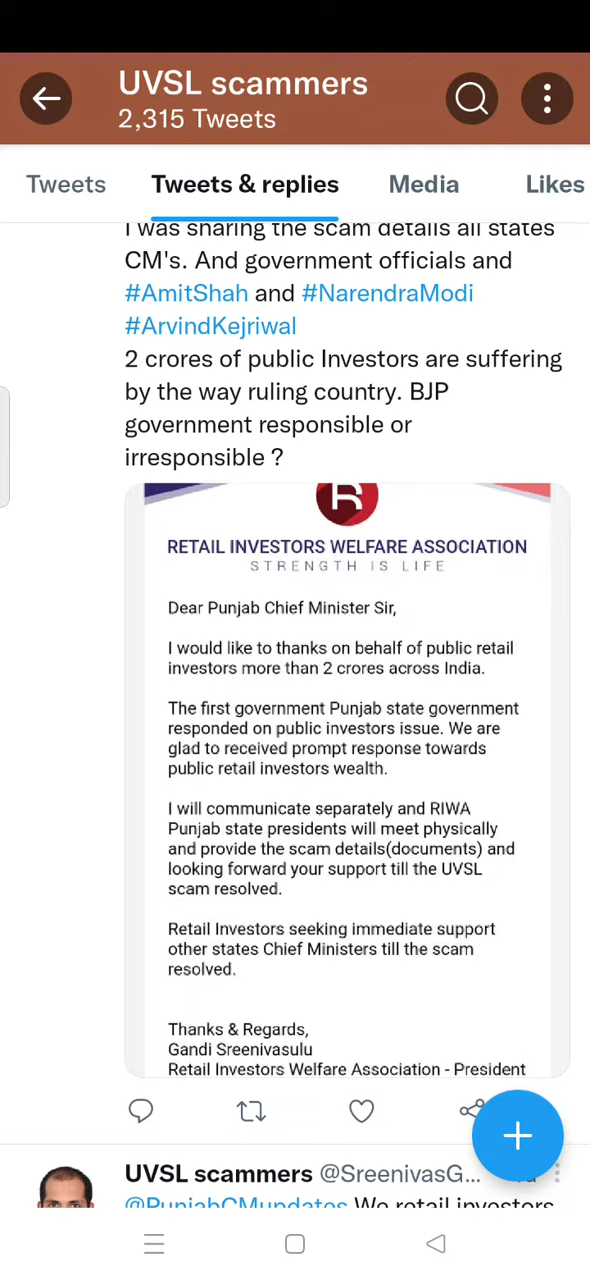 UVSL scammers
2,315 Tweets
Tweets Tweets & replies Media Likes
I was sharing the scam details all states
CM's. And government officials and
#AmitShah and #NarendraModi
#ArvindKejriwal
2 crores of public Investors are suffering
by the way ruling country. BJP
government responsible or
irresponsible ?
R
RETAIL INVESTORS WELFARE ASSOCIATION
STRENGTH IS LIFE
Dear Punjab Chief Minister Sir,
I would like to thanks on behalf of public retail
investors more than 2 crores across India.
The first government Punjab state government
responded on public investors issue. We are
glad to received prompt response towards
public retail investors wealth.
I will communicate separately and RIWA
Punjab state presidents will meet physically
and provide the scam details(documents) and
looking forward your support till the UVSL
scam resolved.
Retail Investors seeking immediate support
other states Chief Ministers till the scam
resolved.
Thanks & Regards,
Gandi Sreenivasulu
Retail Investors Welfare Association - President
UVSL scammers @SreenivasG...
@PunjabCMupdates We retail investors